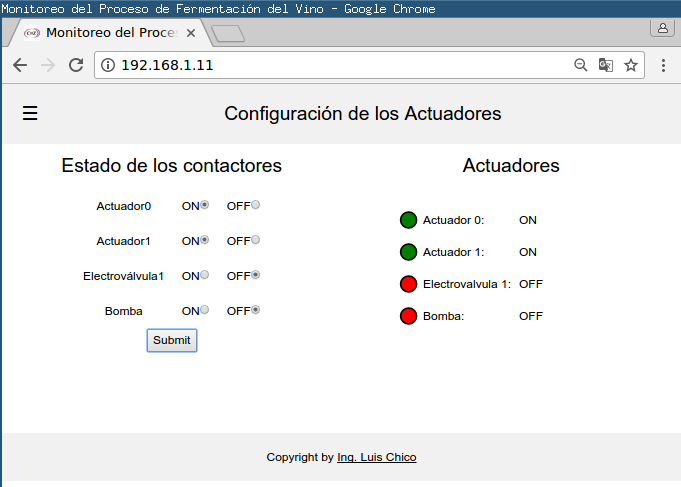 Monitoreo del Proceso de Fermentación del Vino - Google Chrome
Monitoreo del Proce
192.168.1.11
Configuración de los Actuadores
Estado de los contactores
Actuador0 ON OFF
Actuador1 ON OFF
Electroválvula1 ON OFF
Bomba ON OFF
Submit
Actuadores
Actuador 0: ON
Actuador 1: ON
Electrovalvula 1: OFF
Bomba: OFF
Copyright by Ing. Luis Chico